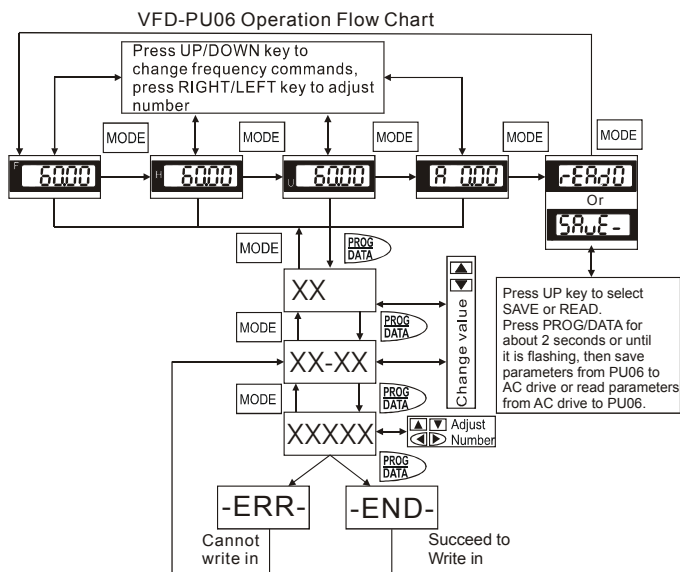 VFD-PU06 Operation Flow Chart
Press UP/DOWN key to
change frequency commands,
press RIGHT/LEFT key to adjust
number
MODE
MODE
MODE
MODE
MODE
F 60.00
H 60.00
U 60.00
A 0.00
rEAd0
Or
SAvE-
MODE
PROG
DATA
XX
MODE
PROG
DATA
XX-XX
MODE
PROG
DATA
XXXXX
PROG
DATA
Change value
Adjust
Number
Press UP key to select
SAVE or READ.
Press PROG/DATA for
about 2 seconds or until
it is flashing, then save
parameters from PU06 to
AC drive or read parameters
from AC drive to PU06.
-ERR-
-END-
Cannot
write in
Succeed to
Write in